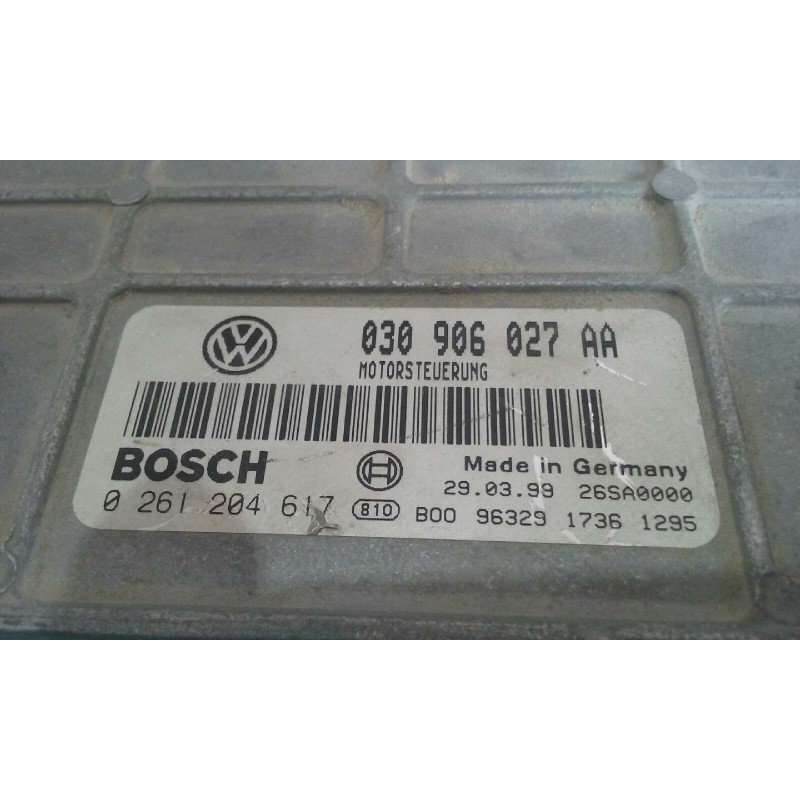 VW
030 906 027 AA
MOTORSTEUERUNG
BOSCH
Made in Germany
29.03.99 26SA0000
0 261 204 617 810 B00 96329 1736 1295